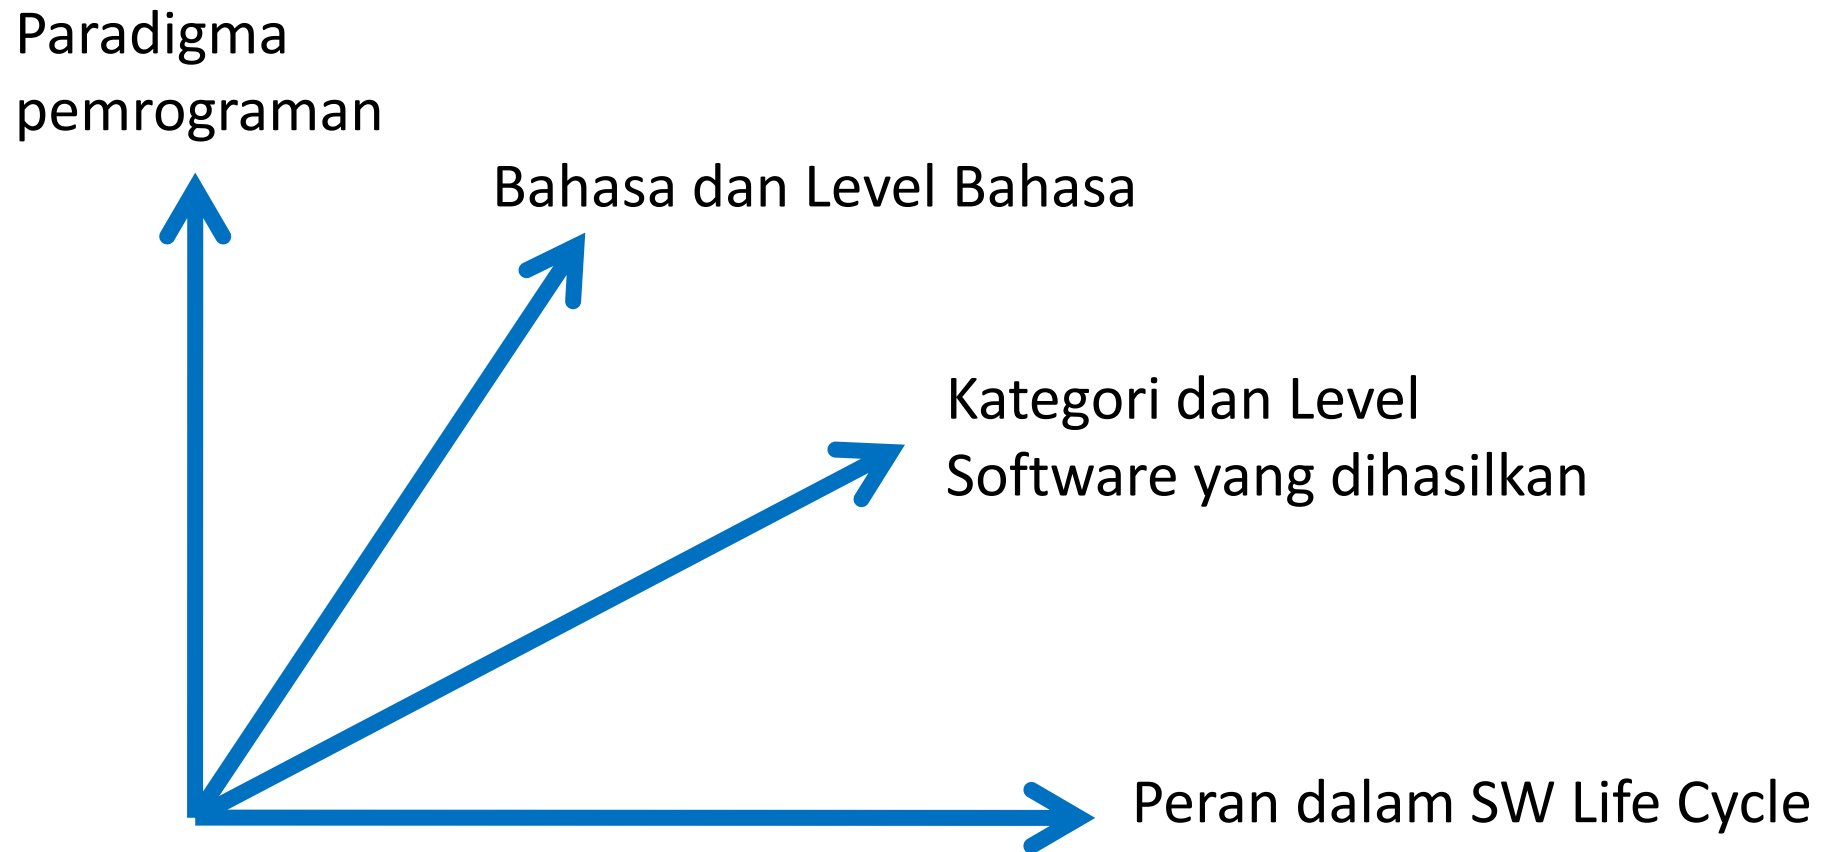 Paradigma
pemrograman
Bahasa dan Level Bahasa
Kategori dan Level
Software yang dihasilkan
Peran dalam SW Life Cycle